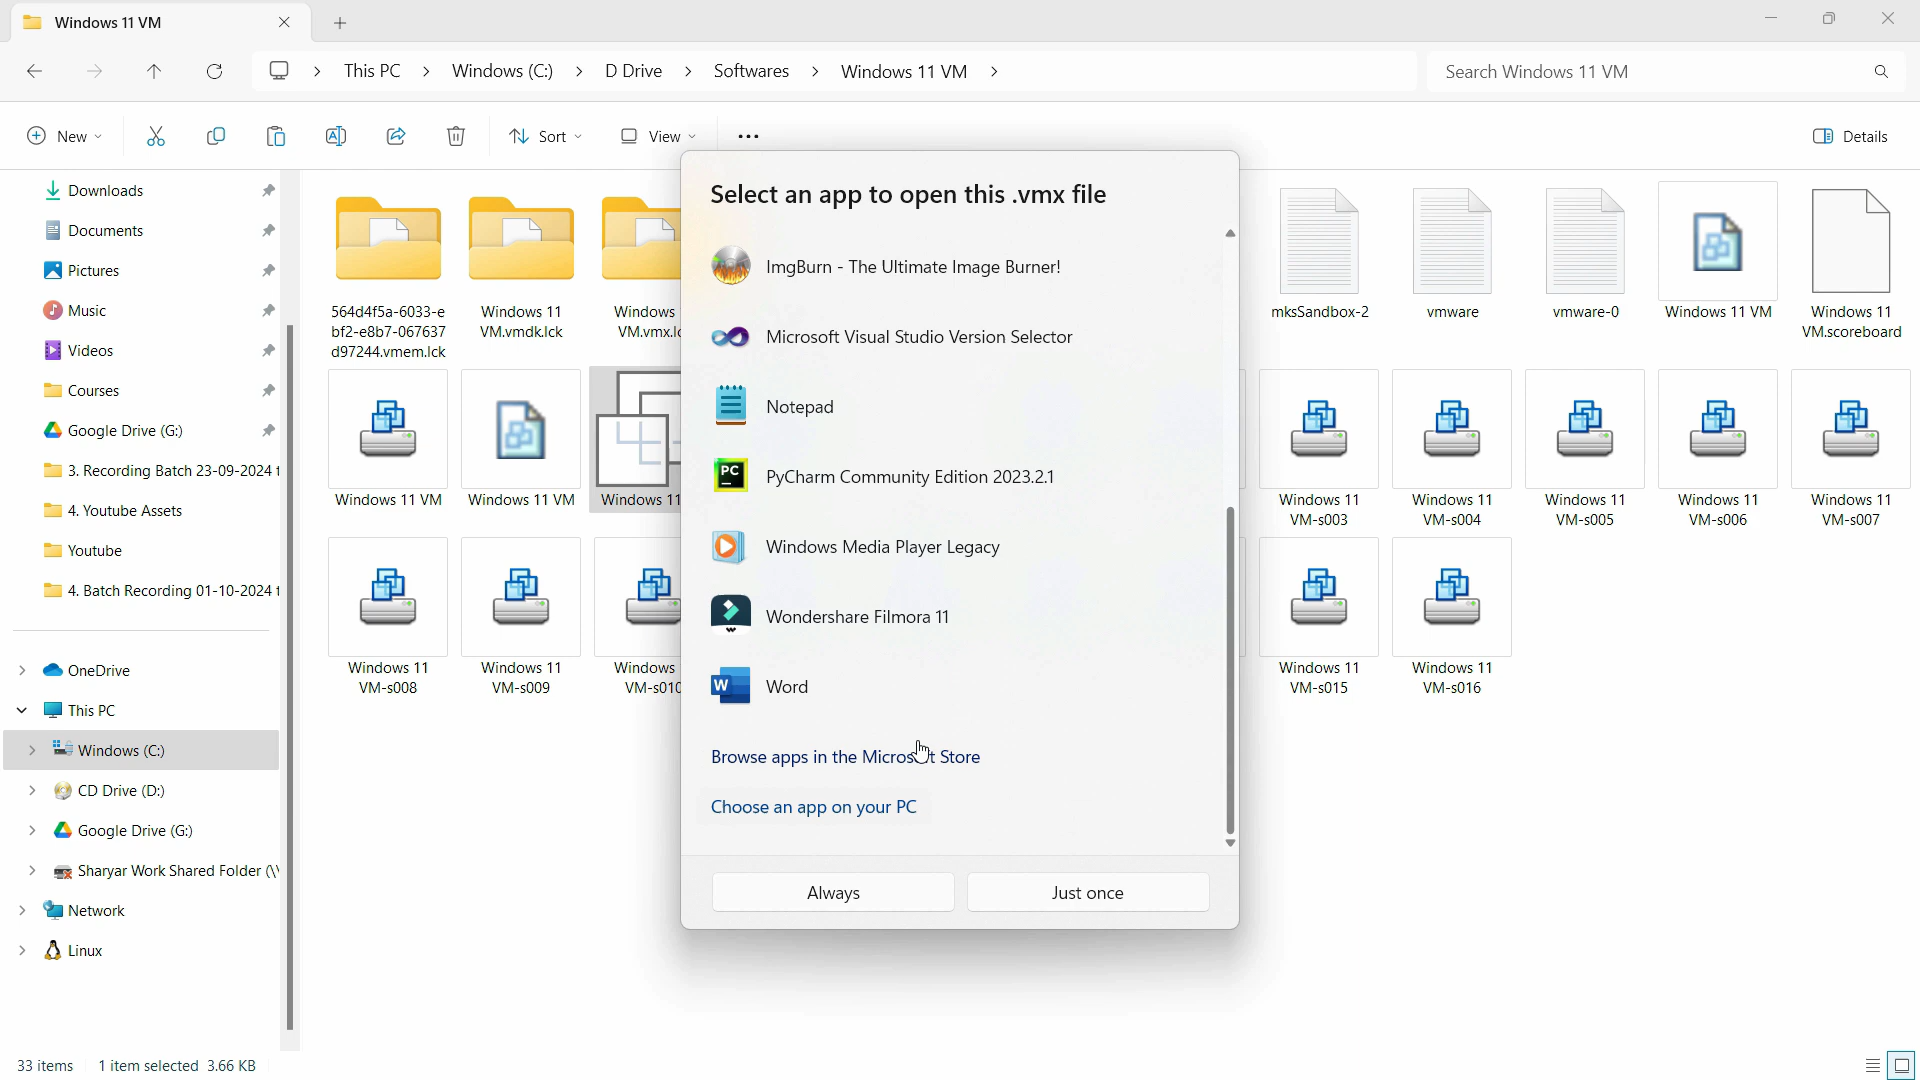 Windows 11 VM
This PC
Windows (C:)
D Drive
Softwares
Windows 11 VM
Search Windows 11 VM
New
Sort
View
Details
Downloads
Documents
Pictures
Music
Videos
Courses
Google Drive (G:)
3. Recording Batch 23-09-2024
4. Youtube Assets
Youtube
4. Batch Recording 01-10-2024
OneDrive
This PC
Windows (C:)
CD Drive (D:)
Google Drive (G:)
Sharyar Work Shared Folder
Network
Linux
564d4f5a-6033-e
bf2-e8b7-067637
d97244.vmem.lck
Windows 11
VM.vmdk.lck
Windows
mksSandbox-2
vmware
vmware-0
Windows 11 VM
Windows 11
VM.scoreboard
Windows 11 VM
Windows 11 VM
Windows 11
Windows 11
VM-s003
Windows 11
VM-s004
Windows 11
VM-s005
Windows 11
VM-s006
Windows 11
VM-s007
Windows 11
VM-s008
Windows 11
VM-s009
Windows
VM-s010
Windows 11
VM-s015
Windows 11
VM-s016
Select an app to open this .vmx file
ImgBurn - The Ultimate Image Burner!
Microsoft Visual Studio Version Selector
Notepad
PC
PyCharm Community Edition 2023.2.1
Windows Media Player Legacy
Wondershare Filmora 11
W
Word
Browse apps in the Microsoft Store
Choose an app on your PC
Always
Just once
33 items
1 item selected 3.66 KB